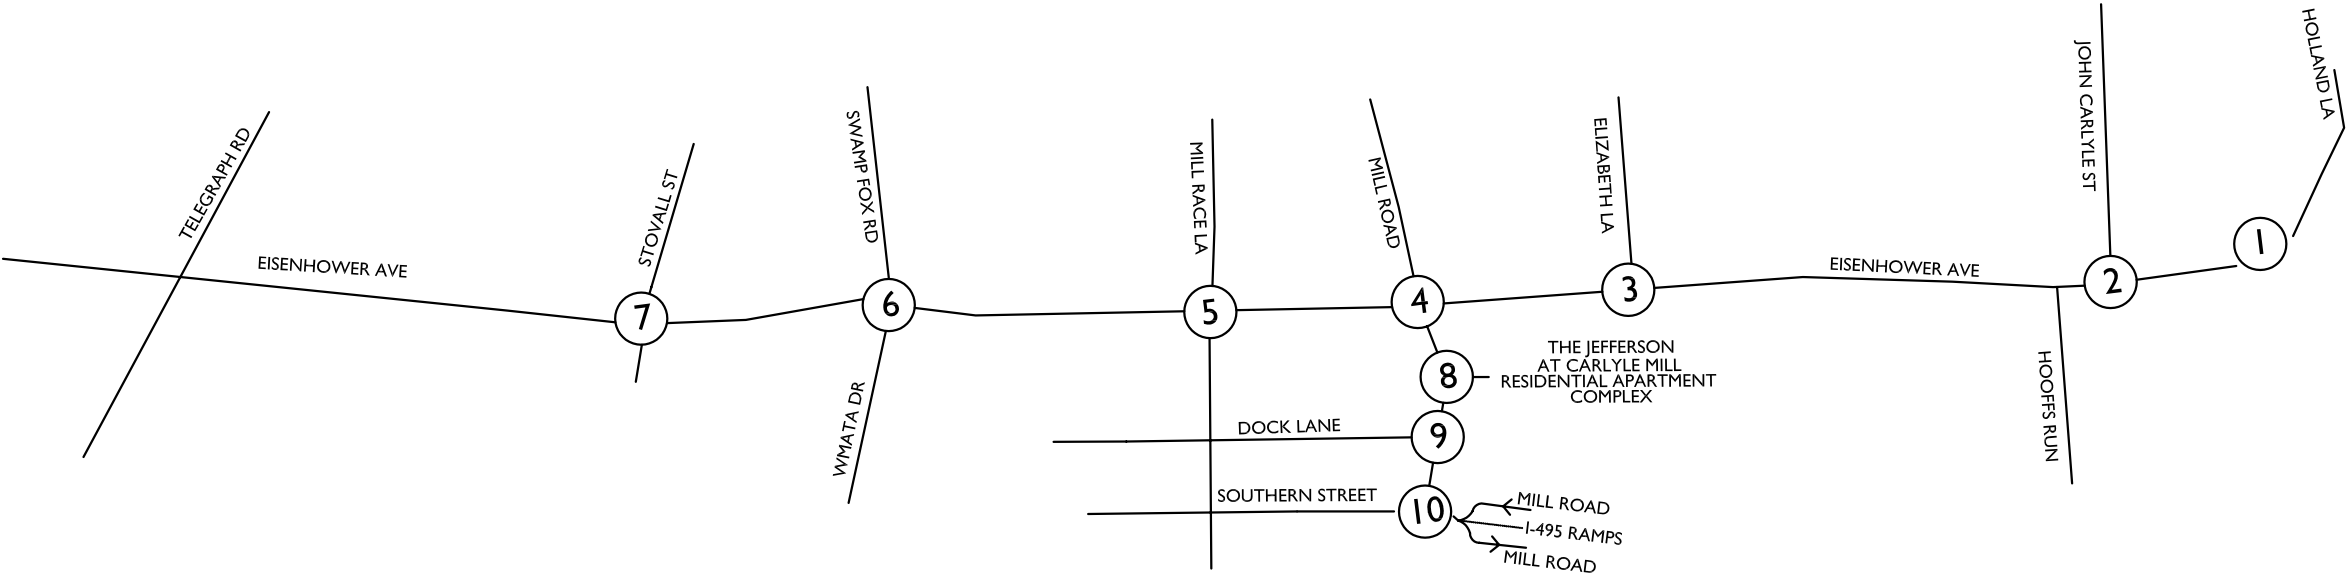 TELEGRAPH RD
EISENHOWER AVE
STOVALL ST
7
SWAMP FOX RD
6
WMATA DR
MILL RACE LA
5
MILL ROAD
4
ELIZABETH LA
3
EISENHOWER AVE
JOHN CARLYLE ST
2
HOLLAND LA
1
HOOFFS RUN
8
THE JEFFERSON
AT CARLYLE MILL
RESIDENTIAL APARTMENT
COMPLEX
DOCK LANE
9
SOUTHERN STREET
10
MILL ROAD
I-495 RAMPS
MILL ROAD